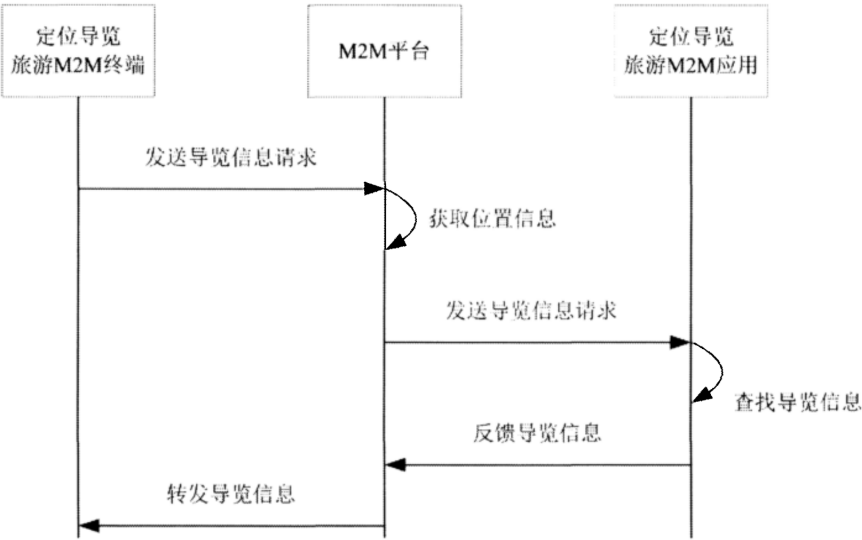 定位导览
旅游M2M终端
M2M平台
定位导览
旅游M2M应用
发送导览信息请求
获取位置信息
发送导览信息请求
查找导览信息
反馈导览信息
转发导览信息